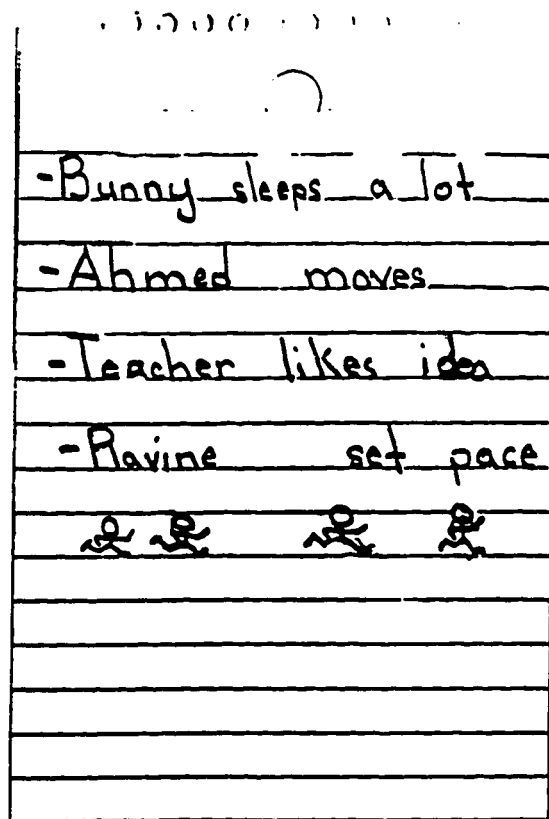 -Bunny sleeps a lot
-Ahmed moves
-Teacher likes idea
-Ravine set pace